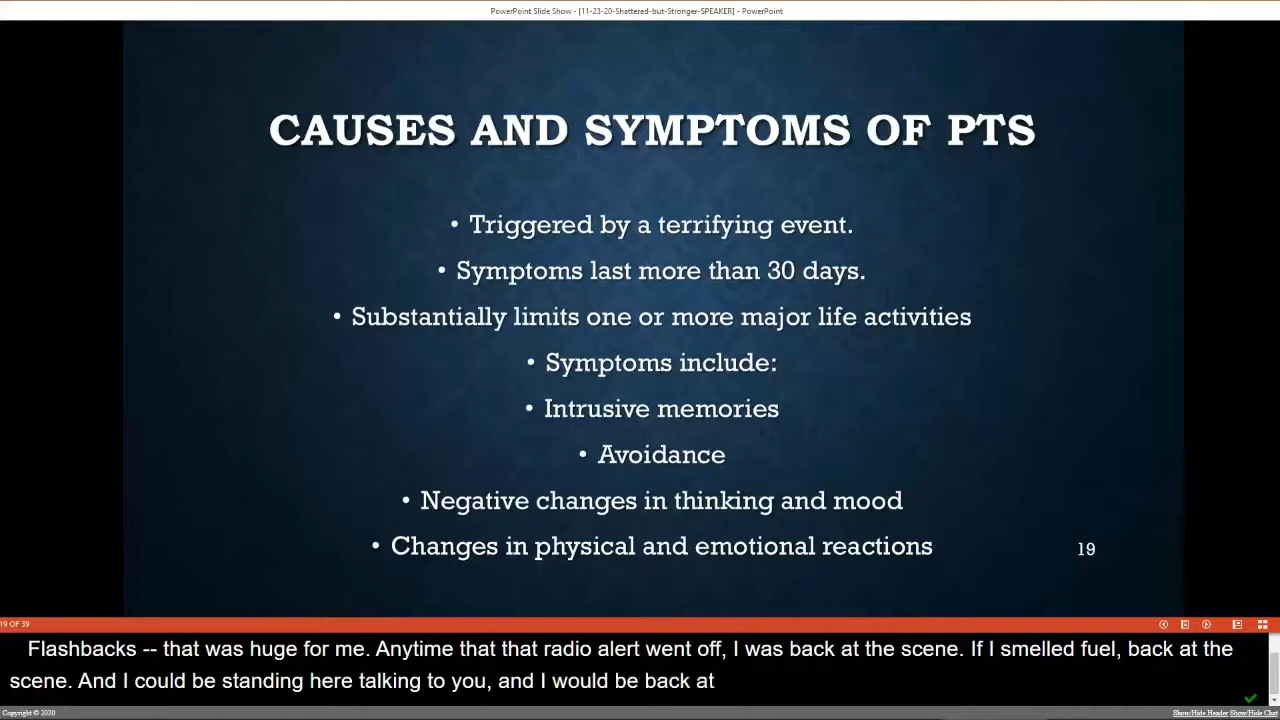 PowerPoint Slide Show - [11-23-20-Shattered-but-Stronger-SPEAKER] - PowerPoint
CAUSES AND SYMPTOMS OF PTS
• Triggered by a terrifying event.
• Symptoms last more than 30 days.
• Substantially limits one or more major life activities
• Symptoms include:
• Intrusive memories
• Avoidance
• Negative changes in thinking and mood
• Changes in physical and emotional reactions
19
19 OF 39
Flashbacks -- that was huge for me. Anytime that that radio alert went off, I was back at the scene. If I smelled fuel, back at the
scene. And I could be standing here talking to you, and I would be back at
Copyright © 2020
Show/Hide Header Show/Hide Chat